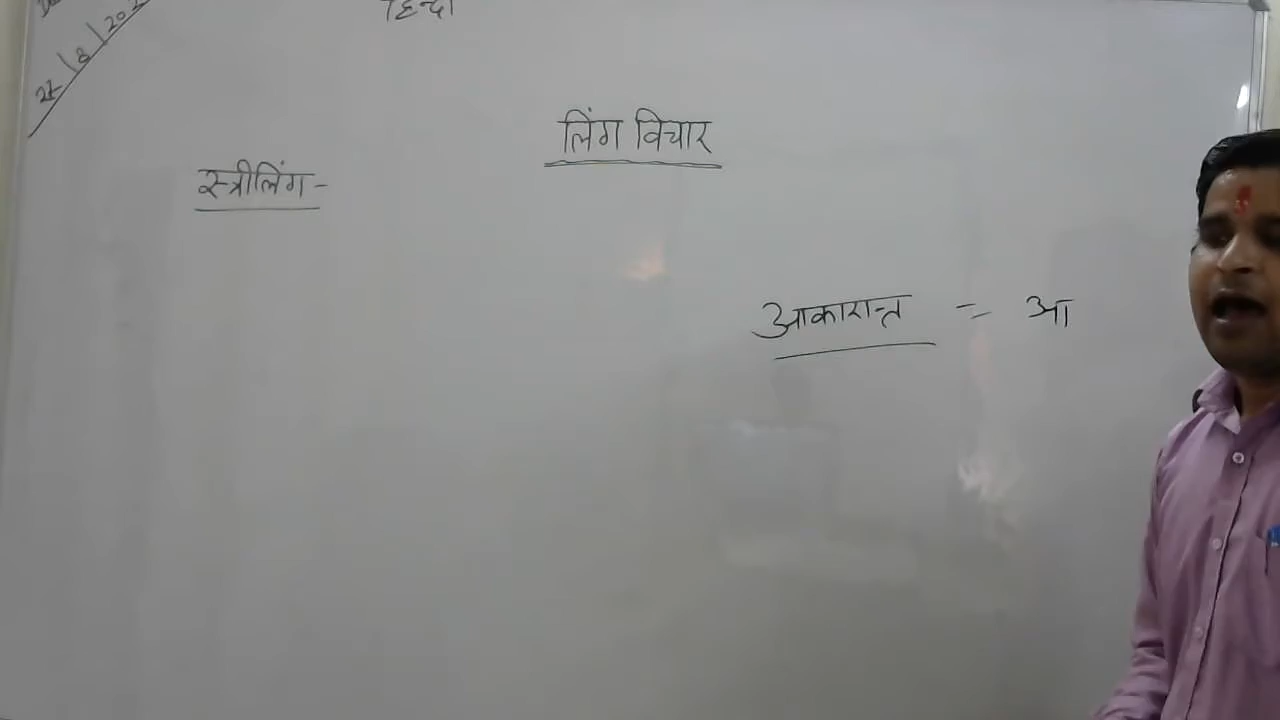 हिन्दी
लिंग विचार
स्त्रीलिंग -
आकारान्त = आ